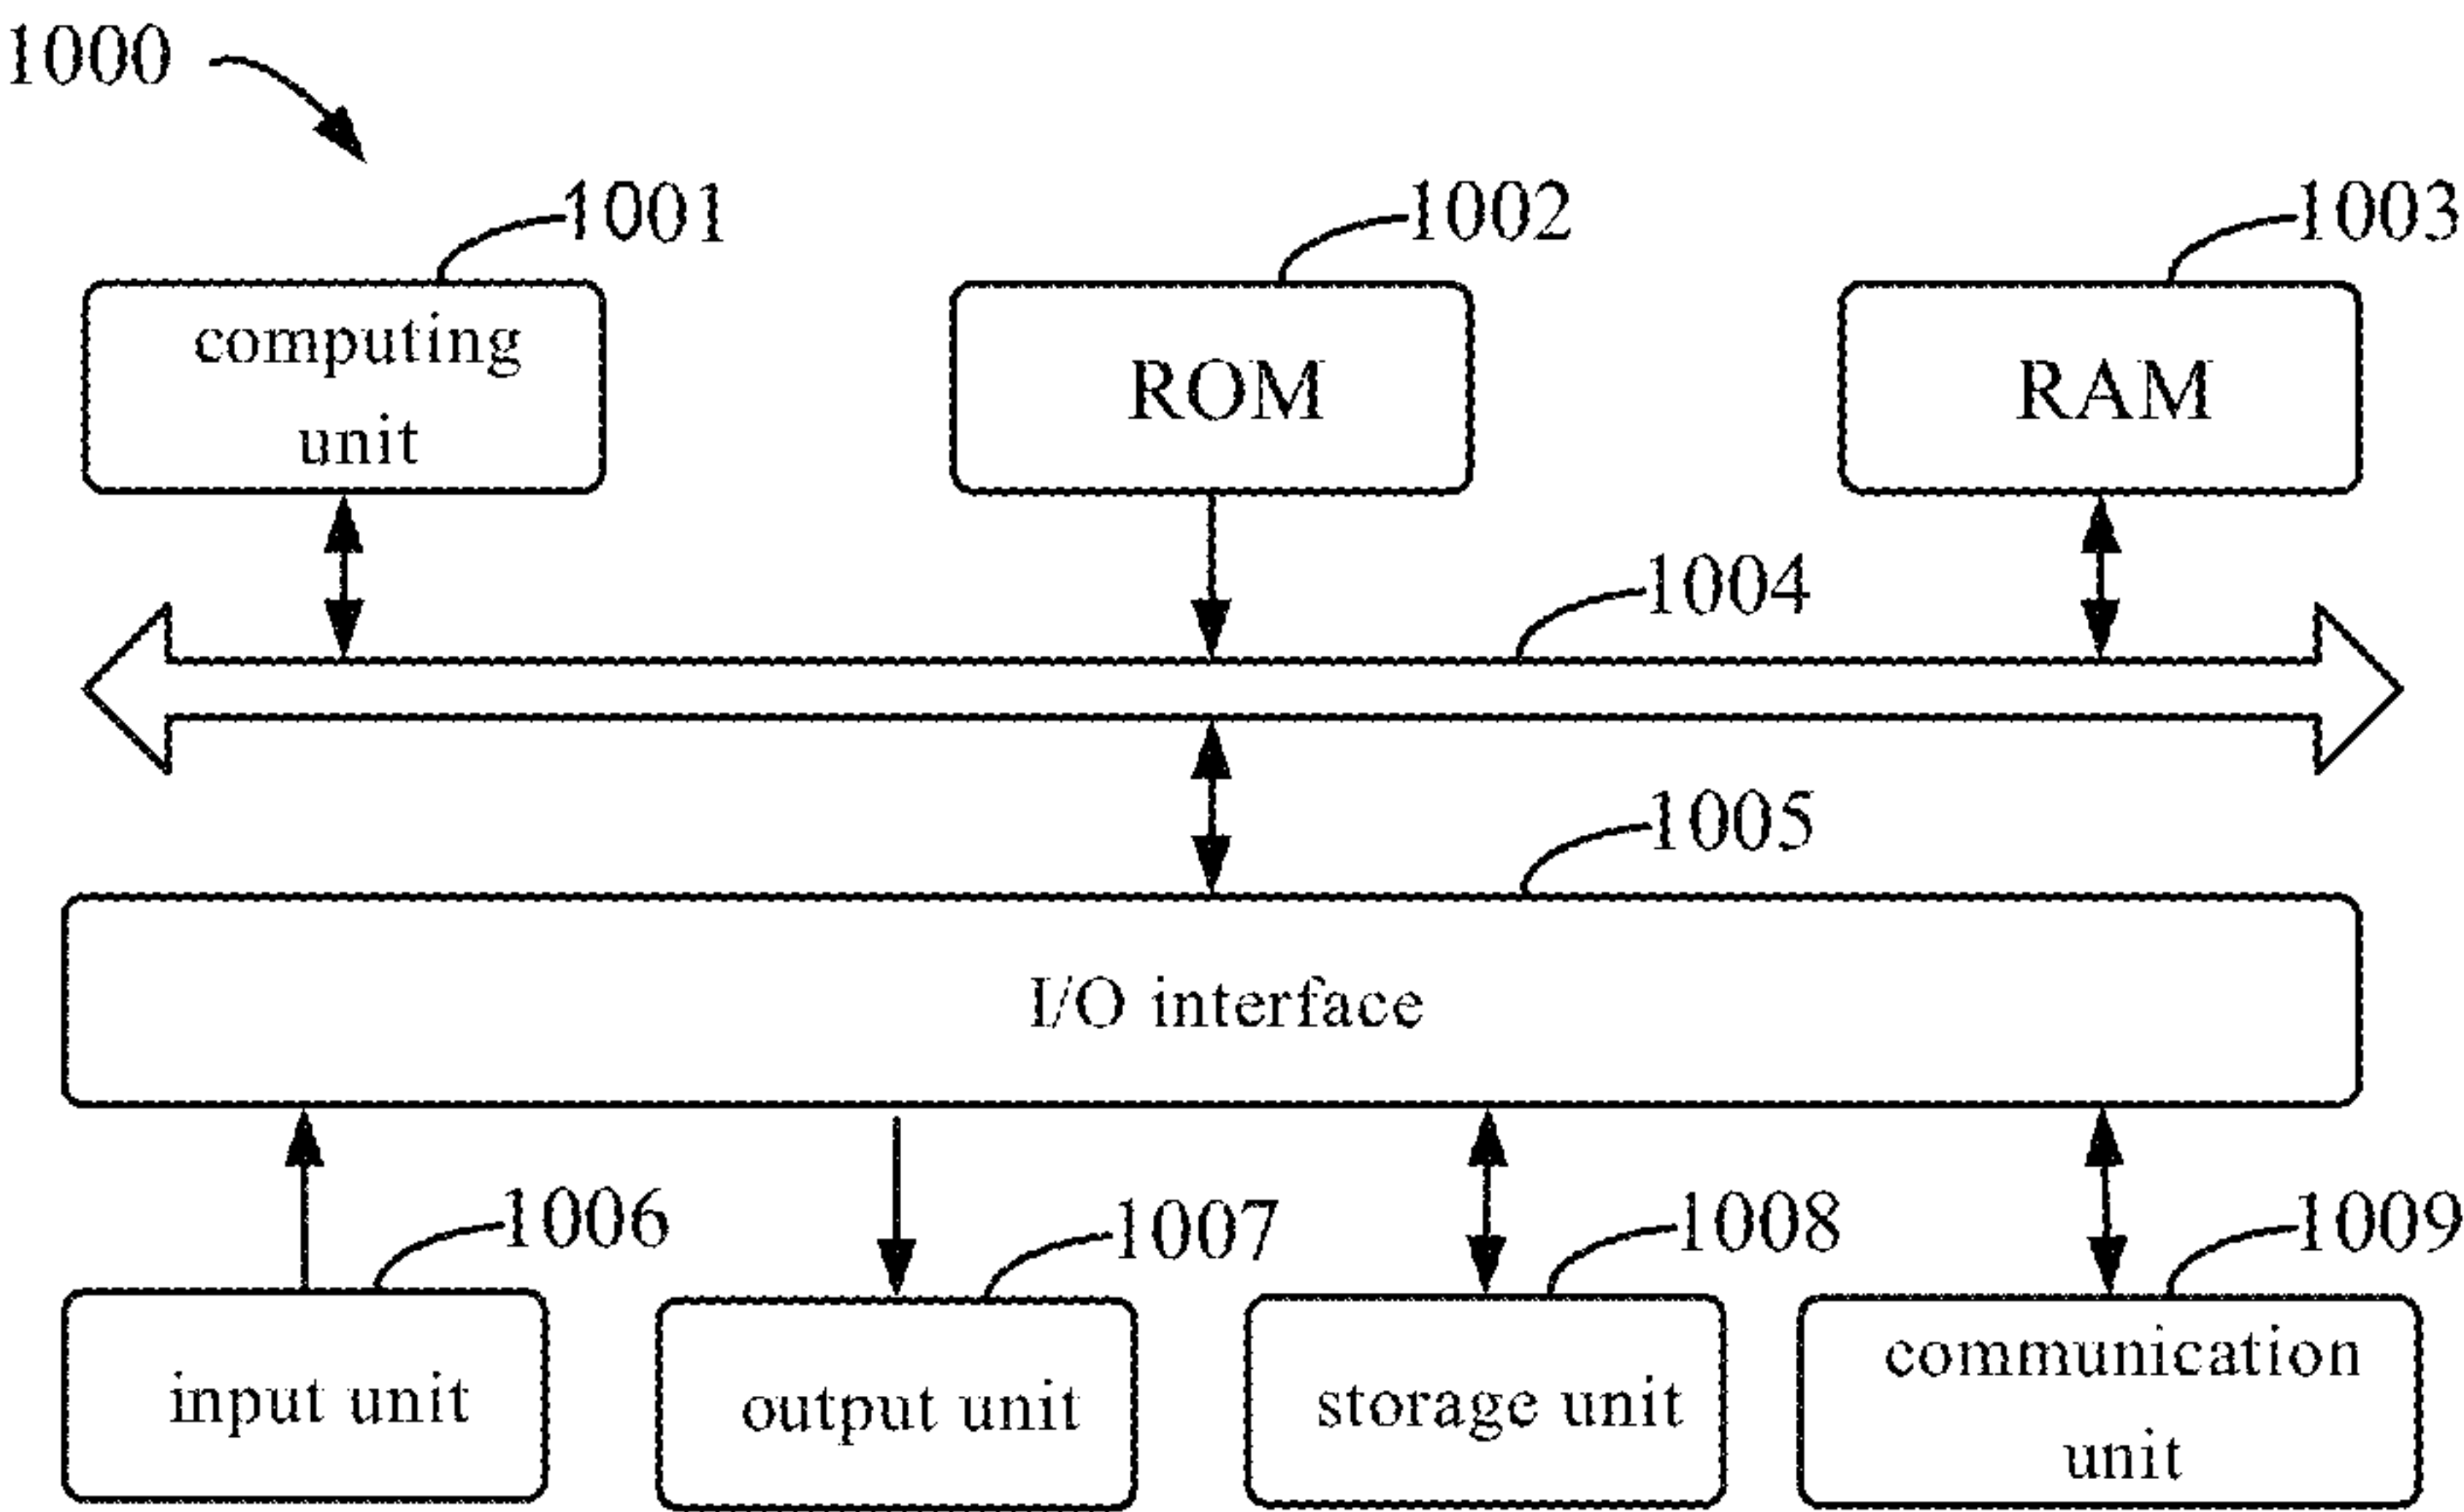 1000
1001
1002
1003
computing
unit
ROM
RAM
1004
1005
I/O interface
1006
1007
1008
1009
input unit
output unit
storage unit
communication
unit